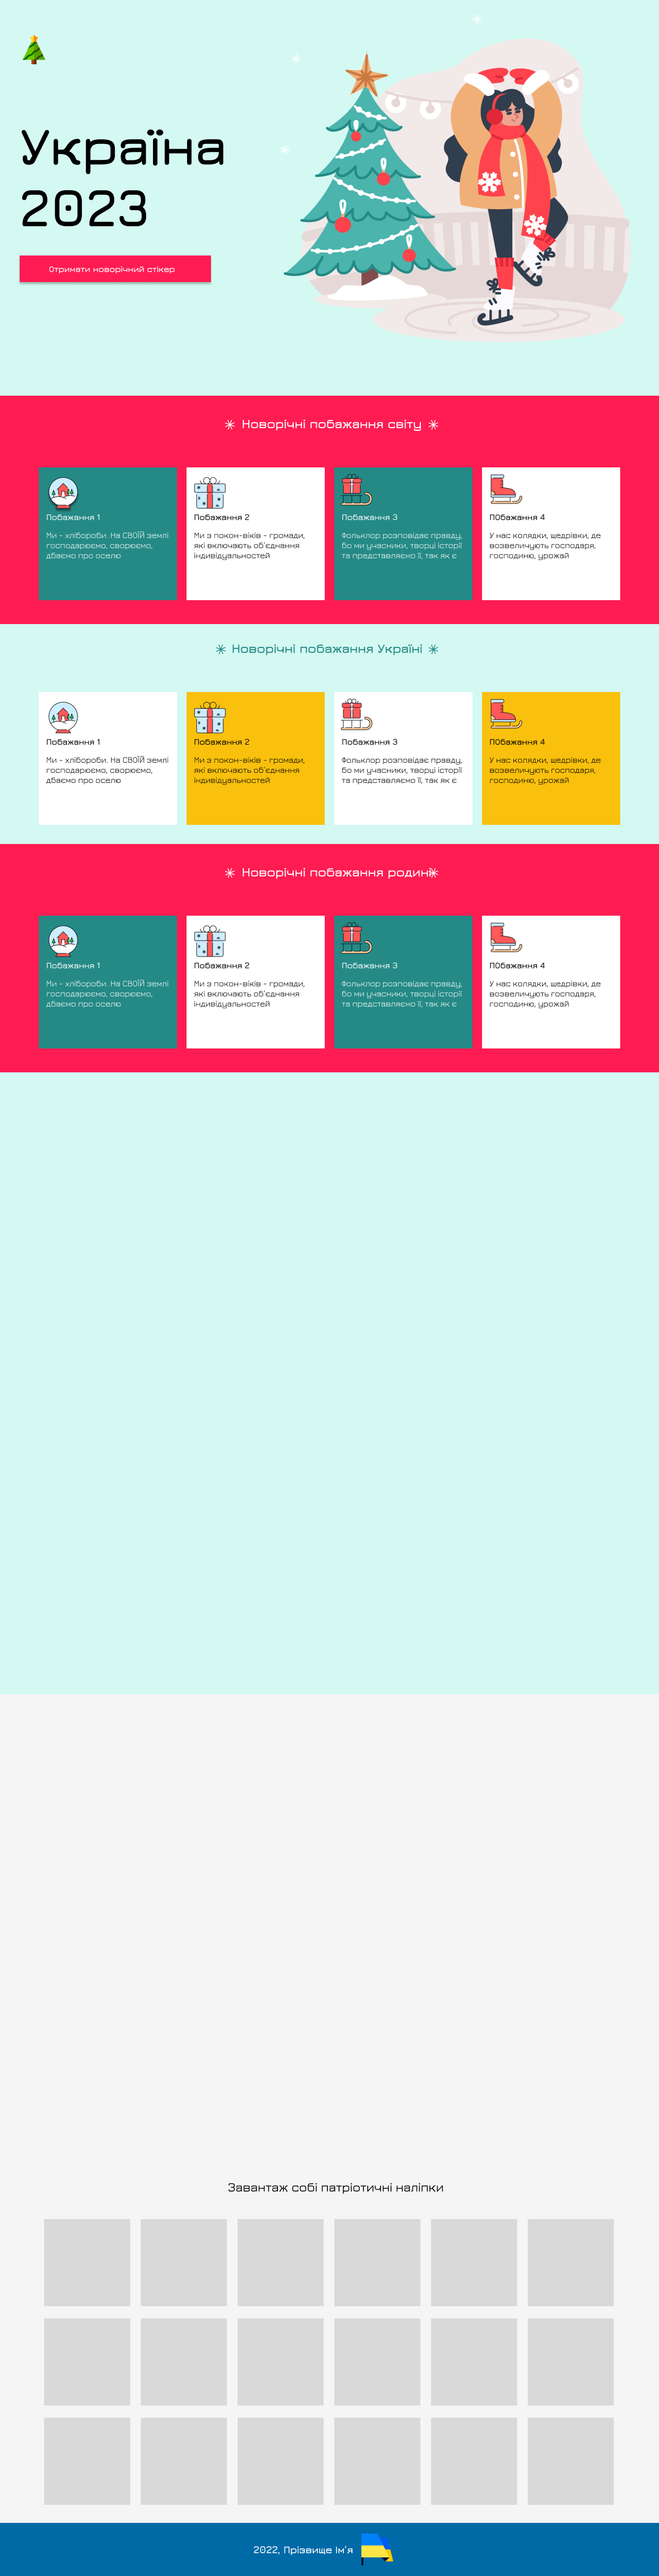 Україна
2023
Отримати новорічний стікер
Новорічні побажання світу
Побажання 1
Ми - хлібороби. На СВОЇЙ землі
господарюємо, сворюємо,
дбаємо про оселю
Побажання 2
Ми з покон-віків - громади,
які включають об'єднання
індивідуальностей
Побажання 3
Фольклор розповідає правду,
бо ми учасники, творці історії
та представляємо її, так як є
П0бажання 4
У нас колядки, щедрівки, де
возвеличують господаря,
господиню, урожай
Новорічні побажання Україні
Побажання 1
Ми - хлібороби. На СВОЇЙ землі
господарюємо, сворюємо,
дбаємо про оселю
Побажання 2
Ми з покон-віків - громади,
які включають об'єднання
індивідуальностей
Побажання 3
Фольклор розповідає правду,
бо ми учасники, творці історії
та представляємо її, так як є
П0бажання 4
У нас колядки, щедрівки, де
возвеличують господаря,
господиню, урожай
Новорічні побажання родині
Побажання 1
Ми - хлібороби. На СВОЇЙ землі
господарюємо, сворюємо,
дбаємо про оселю
Побажання 2
Ми з покон-віків - громади,
які включають об'єднання
індивідуальностей
Побажання 3
Фольклор розповідає правду,
бо ми учасники, творці історії
та представляємо її, так як є
П0бажання 4
У нас колядки, щедрівки, де
возвеличують господаря,
господиню, урожай
Завантаж собі патріотичні наліпки
2022, Прізвище Ім'я